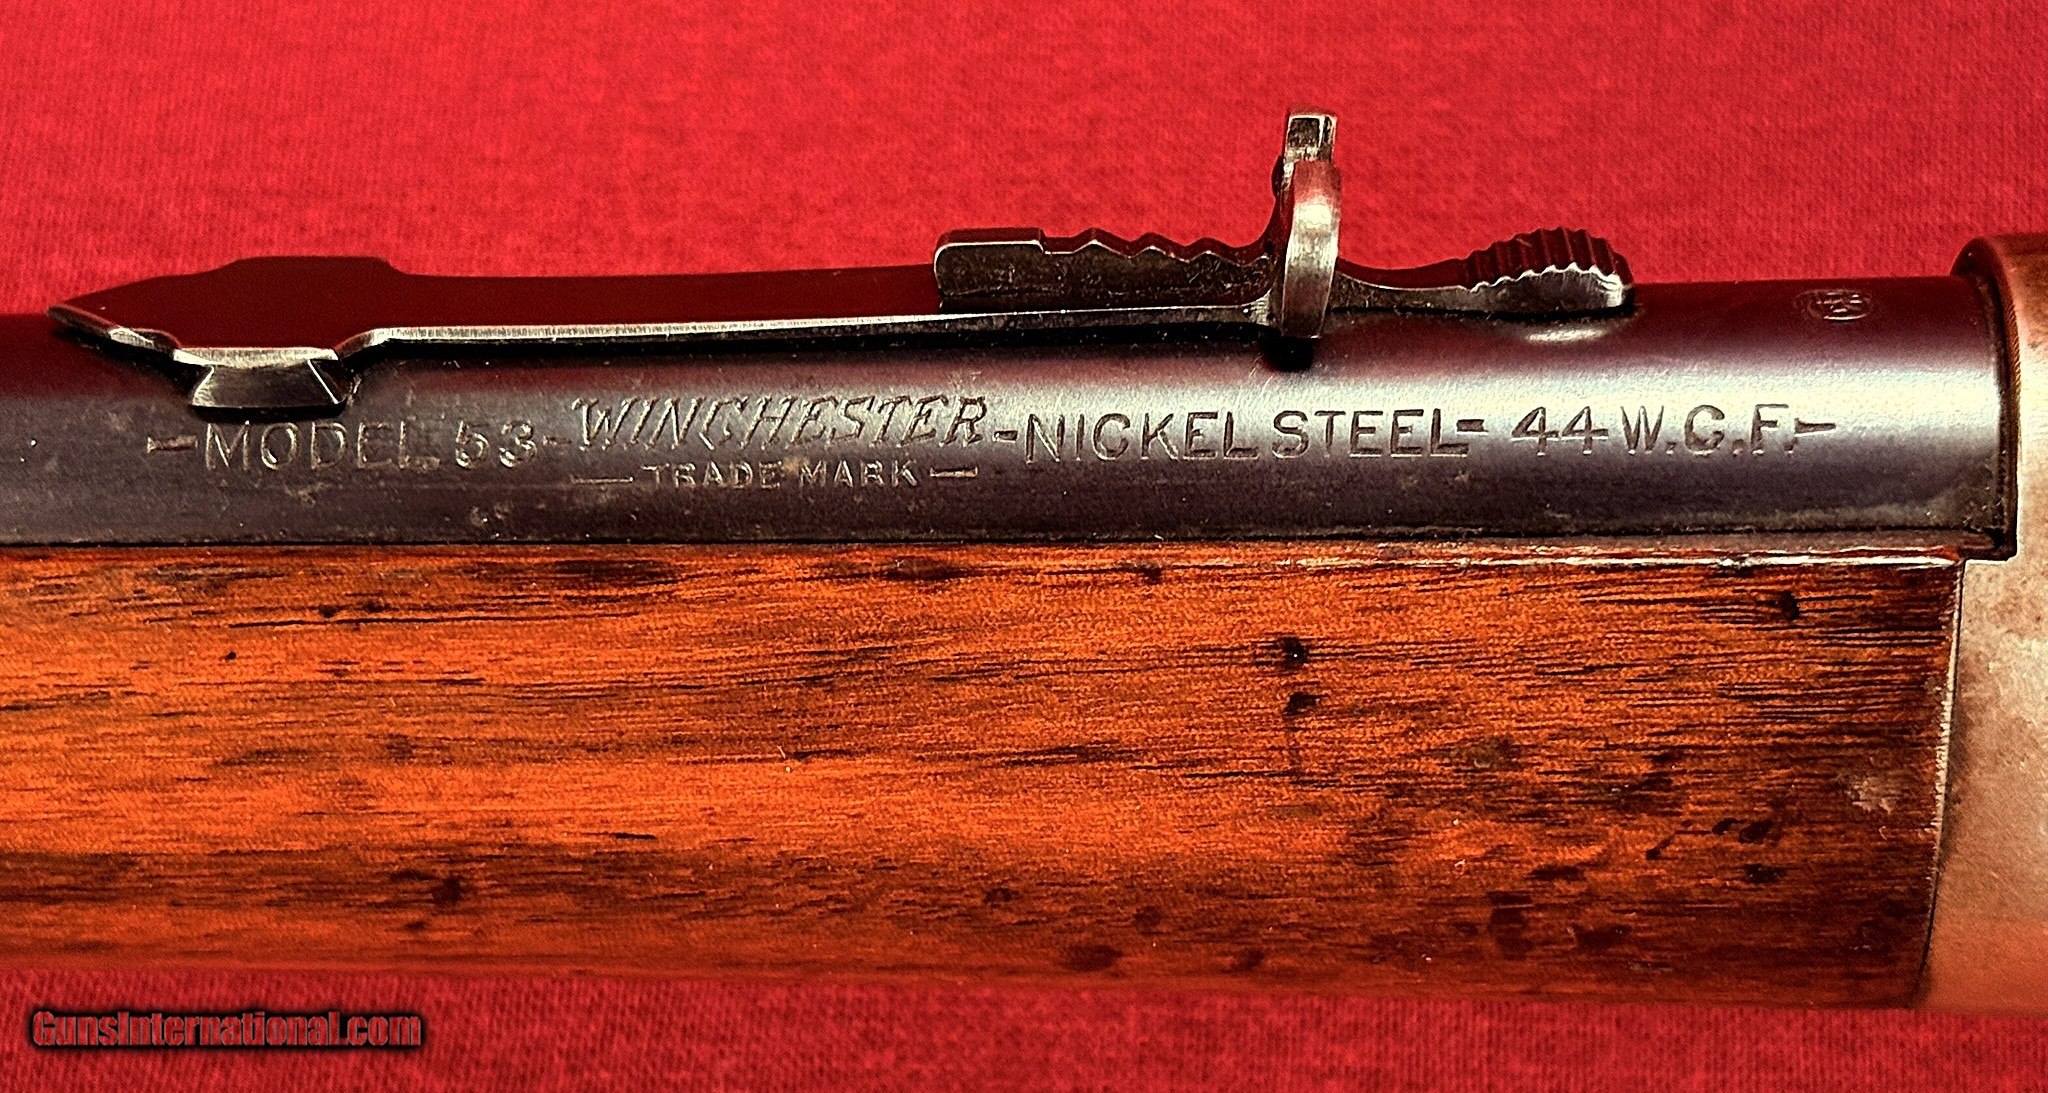 -MODEL 53-WINCHESTER-NICKEL STEEL-44 W.C.F.-
-TRADE MARK-
GunsInternational.com